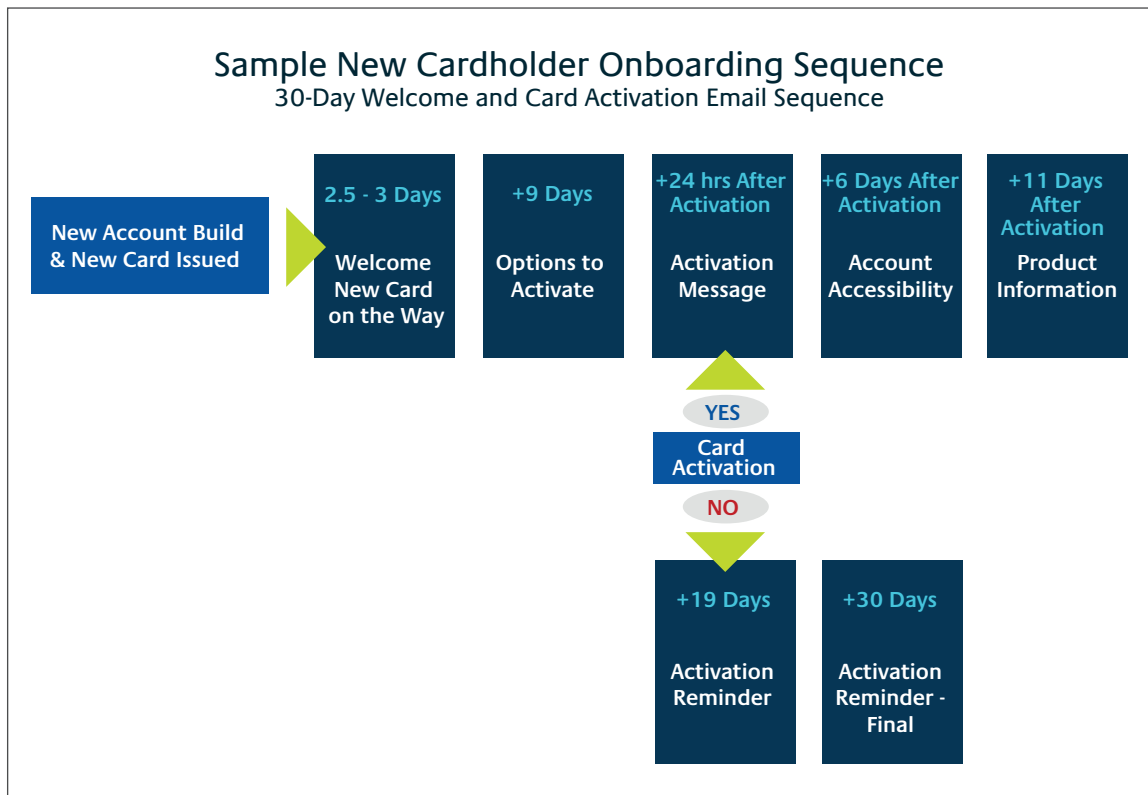 Sample New Cardholder Onboarding Sequence
30-Day Welcome and Card Activation Email Sequence
New Account Build
& New Card Issued
2.5 - 3 Days
Welcome
New Card
on the Way
+9 Days
Options to
Activate
+24 hrs After
Activation
Activation
Message
+6 Days After
Activation
Account
Accessibility
+11 Days
After
Activation
Product
Information
YES
Card
Activation
NO
+19 Days
Activation
Reminder
+30 Days
Activation
Reminder -
Final